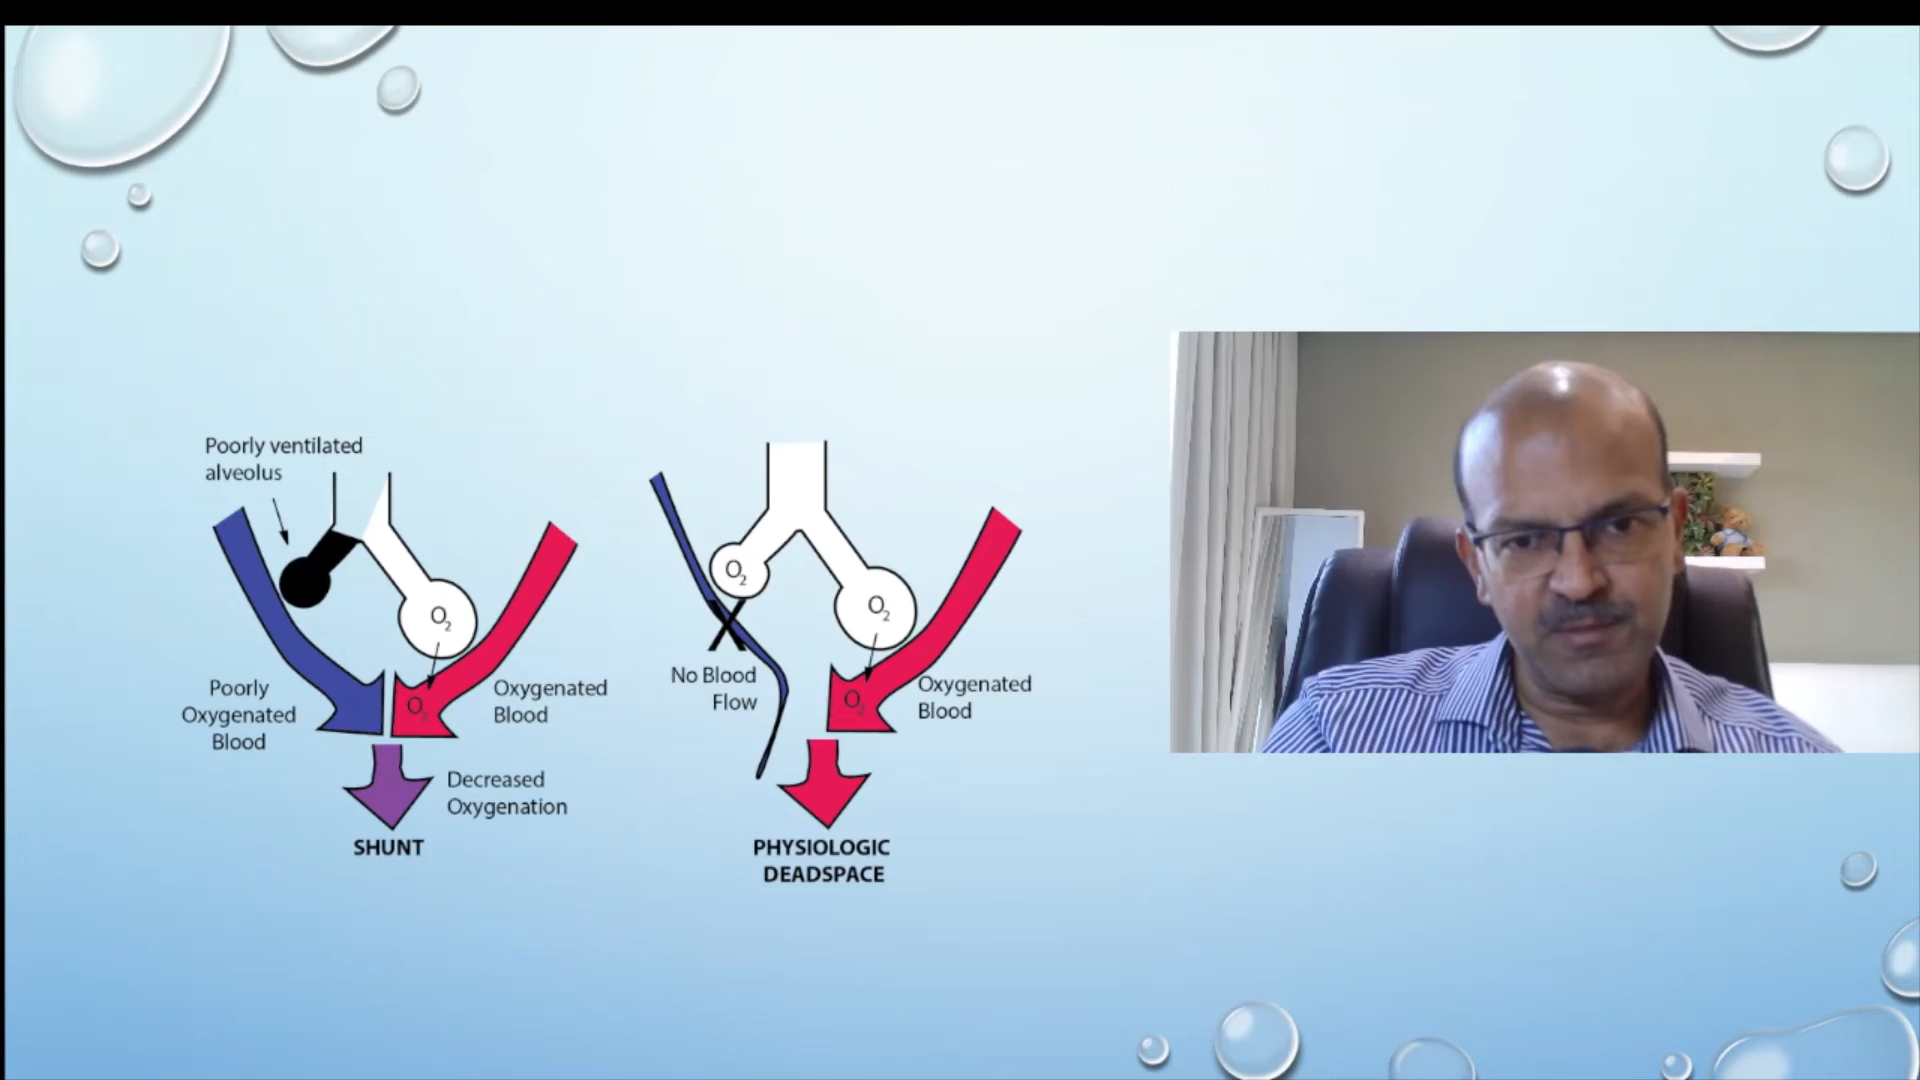 Poorly ventilated
alveolus
O2
O2
Poorly
Oxygenated
Blood
Oxygenated
Blood
Decreased
Oxygenation
SHUNT
O2
O2
No Blood
Flow
O2
Oxygenated
Blood
PHYSIOLOGIC
DEADSPACE